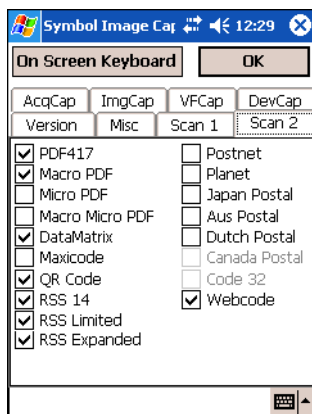 Symbol Image Cap 12:29
On Screen Keyboard OK
AcqCap ImgCap VFCap DevCap
Version Misc Scan 1 Scan 2
PDF417 Postnet
Macro PDF Planet
Micro PDF Japan Postal
Macro Micro PDF Aus Postal
DataMatrix Dutch Postal
Maxicode Canada Postal
QR Code Code 32
RSS 14 Webcode
RSS Limited
RSS Expanded